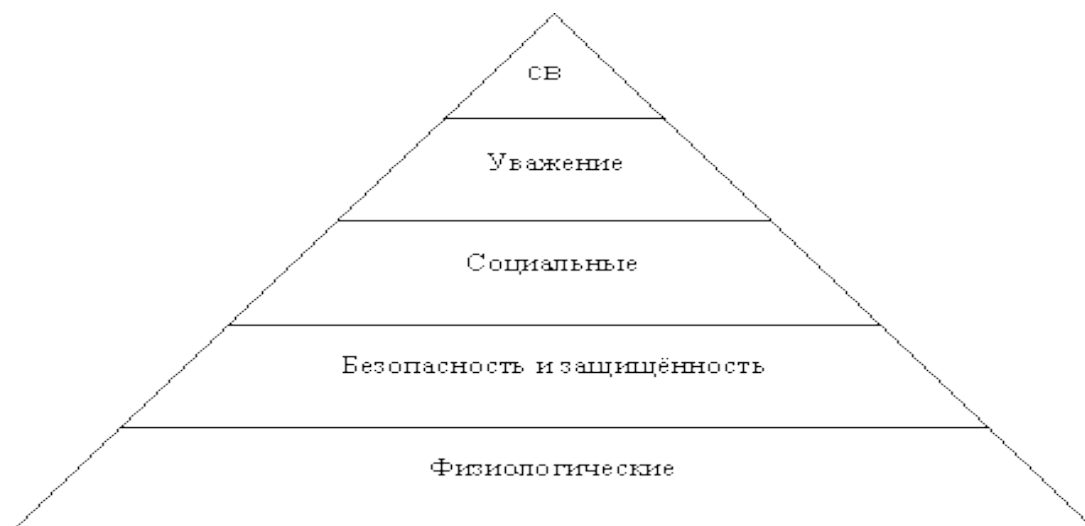 СВ
Уважение
Социальные
Безопасность и защищённость
Физиологические